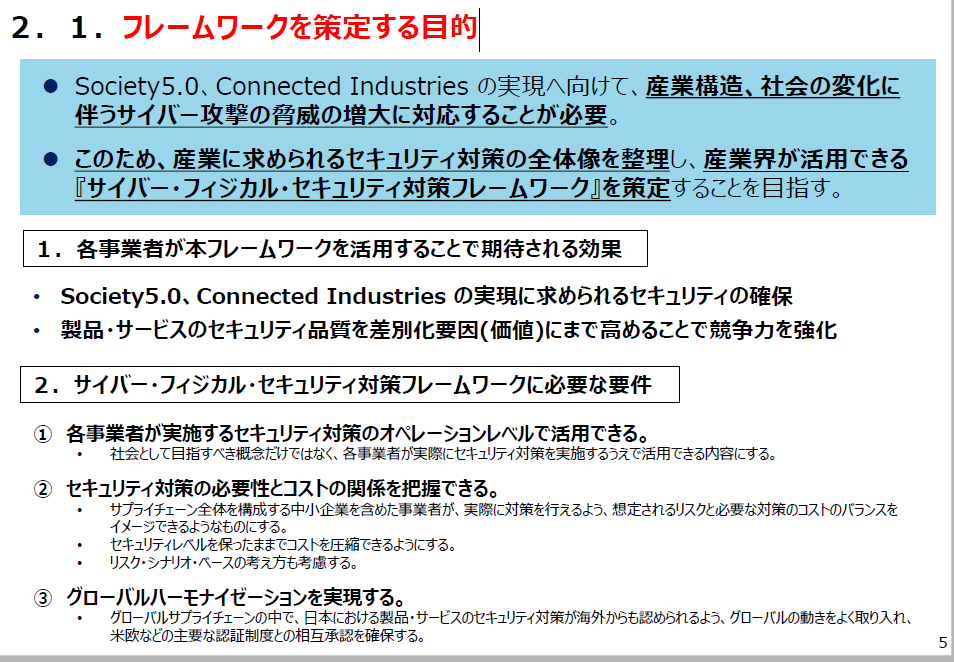 ２．１．フレームワークを策定する目的
● Society5.0、Connected Industries の実現へ向けて、産業構造、社会の変化に
伴うサイバー攻撃の脅威の増大に対応することが必要。
● このため、産業に求められるセキュリティ対策の全体像を整理し、産業界が活用できる
『サイバー・フィジカル・セキュリティ対策フレームワーク』を策定することを目指す。
１．各事業者が本フレームワークを活用することで期待される効果
• Society5.0、Connected Industries の実現に求められるセキュリティの確保
• 製品・サービスのセキュリティ品質を差別化要因(価値)にまで高めることで競争力を強化
２．サイバー・フィジカル・セキュリティ対策フレームワークに必要な要件
① 各事業者が実施するセキュリティ対策のオペレーションレベルで活用できる。
• 社会として目指すべき概念だけではなく、各事業者が実際にセキュリティ対策を実施するうえで活用できる内容にする。
② セキュリティ対策の必要性とコストの関係を把握できる。
• サプライチェーン全体を構成する中小企業を含めた事業者が、実際に対策を行えるよう、想定されるリスクと必要な対策のコストのバランスを
イメージできるようなものにする。
• セキュリティレベルを保ったままでコストを圧縮できるようにする。
• リスク・シナリオ・ベースの考え方も考慮する。
③ グローバルハーモナイゼーションを実現する。
• グローバルサプライチェーンの中で、日本における製品・サービスのセキュリティ対策が海外からも認められるよう、グローバルの動きをよく取り入れ、
米欧などの主要な認証制度との相互承認を確保する。
5